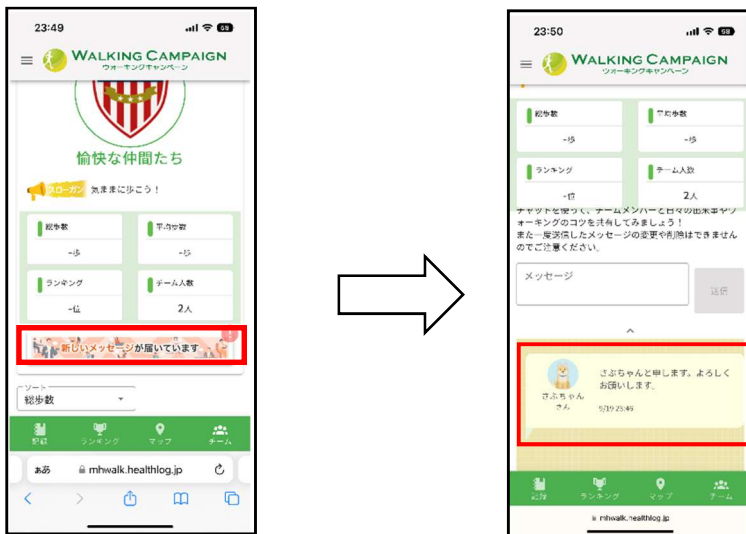 23:49
58
WALKING CAMPAIGN
ウォーキングキャンペーン
愉快な仲間たち
スローガン 気ままに歩こう！
総歩数
平均歩数
-歩
-歩
ランキング
チーム人数
-位
2人
新しいメッセージが届いています
ソート
総歩数
記録
ランキング
マップ
チーム
ああ
mhwalk.healthlog.jp
23:50
58
WALKING CAMPAIGN
ウォーキングキャンペーン
総歩数
平均歩数
-歩
-歩
ランキング
チーム人数
-位
2人
チャットを使って、チームメンバーと日々の出来事やウ
ォーキングのコツを共有してみましょう！
また一度送信したメッセージの変更や削除はできません
のでご注意ください。
メッセージ
送信
さぶちゃんと申します。よろしく
お願いします。
さぶちゃん
さん
9/19 23:46
記録
ランキング
マップ
チーム
mhwalk.healthlog.jp